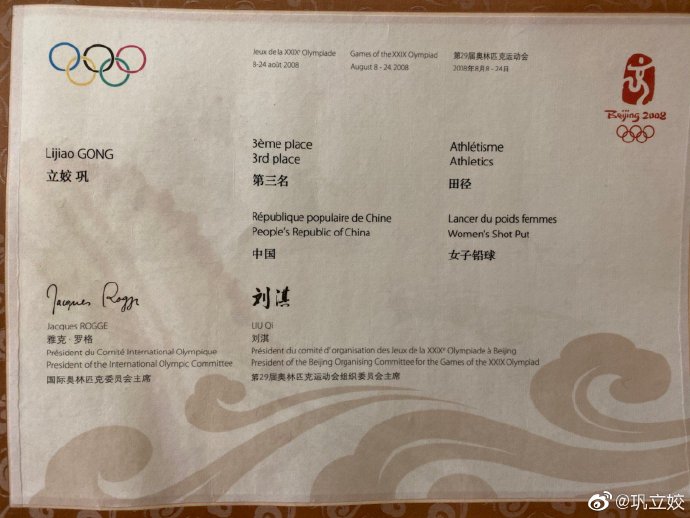 Jeux de la XXIXᵉ Olympiade
8-24 août 2008
Games of the XXIX Olympiad
August 8 - 24, 2008
第29届奥林匹克运动会
2008年8月8 - 24日
Beijing 2008
Lijiao GONG
立姣 巩
3ème place
3rd place
第三名
Athlétisme
Athletics
田径
République populaire de Chine
People's Republic of China
中国
Lancer du poids femmes
Women's Shot Put
女子铅球
Jacques Rogge
Jacques ROGGE
雅克·罗格
Président du Comité International Olympique
President of the International Olympic Committee
国际奥林匹克委员会主席
刘淇
LIU Qi
刘淇
Président du comité d'organisation des Jeux de la XXIXᵉ Olympiade à Beijing
President of the Beijing Organising Committee for the Games of the XXIX Olympiad
第29届奥林匹克运动会组织委员会主席
@巩立姣